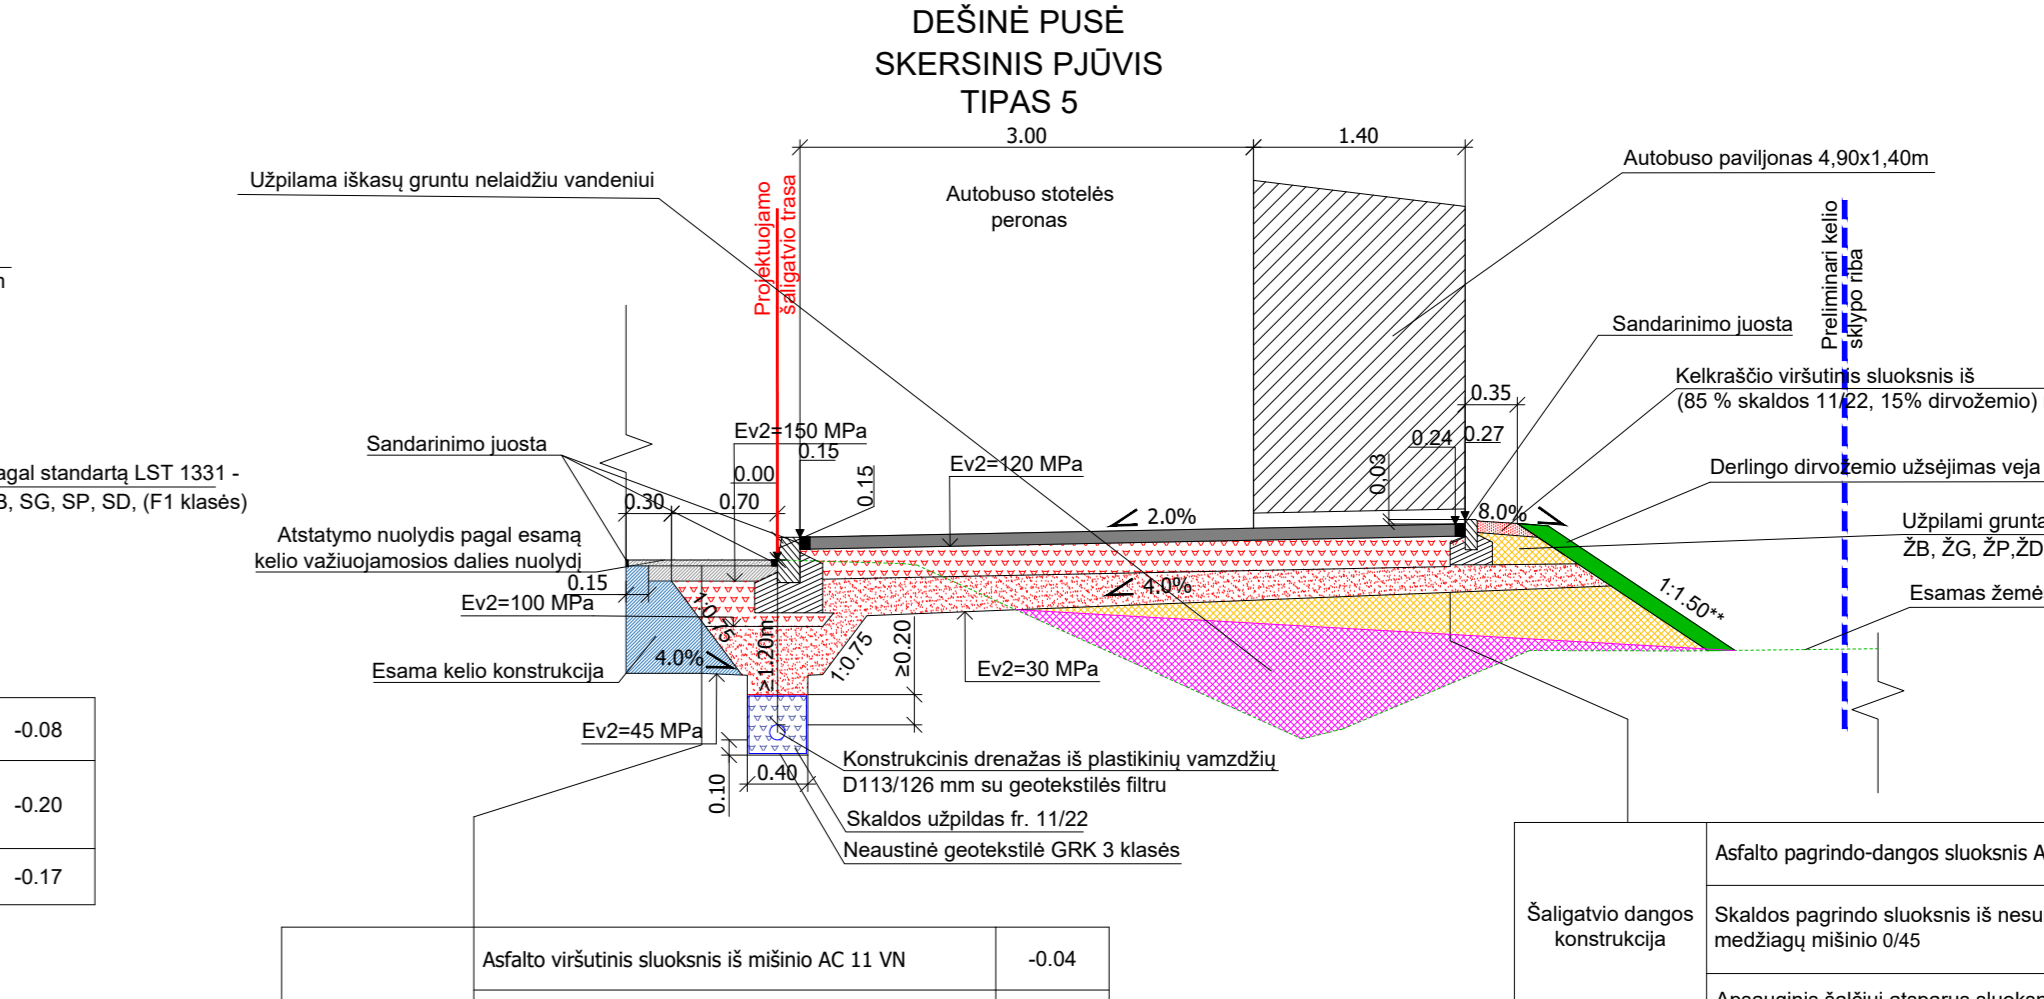 DEŠINĖ PUSĖ
SKERSINIS PJŪVIS
TIPAS 5
3.00
1.40
Užpilama iškasų gruntu nelaidžiu vandeniui
Autobuso paviljonas 4,90x1,40m
Autobuso stotelės
peronas
Projektuojamo
šaligatvio trasa
Preliminari kelio
sklypo riba
Sandarinimo juosta
Kelkraščio viršutinis sluoksnis iš
(85 % skaldos 11/22, 15% dirvožemio)
0.35
0.24
0.27
0,03
Ev2=150 MPa
0.15
0.15
0.00
Sandarinimo juosta
Ev2=120 MPa
Derlingo dirvožemio užsėjimas veja
agal standartą LST 1331 -
B, SG, SP, SD, (F1 klasės)
0.30
0.70
2.0%
8.0%
Užpilami grunta
ŽB, ŽG, ŽP,ŽD
Atstatymo nuolydis pagal esamą
kelio važiuojamosios dalies nuolydį
0.15
Ev2=100 MPa
4.0%
1:0.75
1:1.50**
Esamas žemė
≥1.20m
1:0.75
≥0.20
4.0%
Esama kelio konstrukcija
Ev2=30 MPa
Ev2=45 MPa
0.10
0.40
Konstrukcinis drenažas iš plastikinių vamzdžių
D113/126 mm su geotekstilės filtru
Skaldos užpildas fr. 11/22
Neaustinė geotekstilė GRK 3 klasės
-0.08
-0.20
-0.17
Asfalto viršutinis sluoksnis iš mišinio AC 11 VN
-0.04
Šaligatvio dangos
konstrukcija
Asfalto pagrindo-dangos sluoksnis A
Skaldos pagrindo sluoksnis iš nesu
medžiagų mišinio 0/45